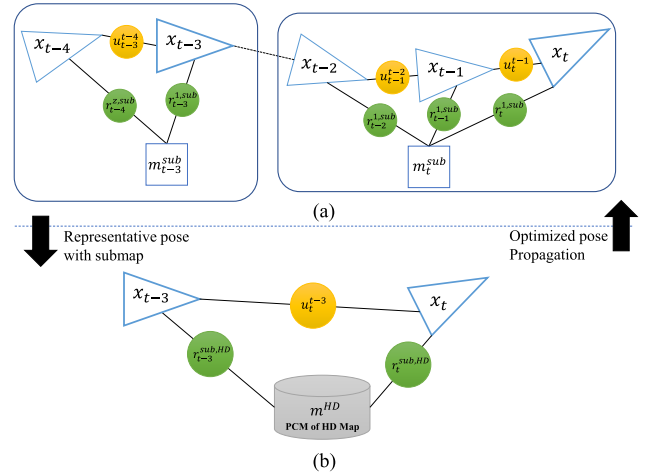 x_{t-4}
u_{t-3}^{t-4}
x_{t-3}
x_{t-2}
u_{t-1}^{t-2}
x_{t-1}
u_t^{t-1}
x_t
r_{t-4}^{z,sub}
r_{t-3}^{1,sub}
r_{t-2}^{1,sub}
r_{t-1}^{1,sub}
r_t^{1,sub}
m_{t-3}^{sub}
m_t^{sub}
(a)
Representative pose
with submap
Optimized pose
Propagation
x_{t-3}
u_t^{t-3}
x_t
r_{t-3}^{sub,HD}
r_t^{sub,HD}
m^{HD}
PCM of HD Map
(b)